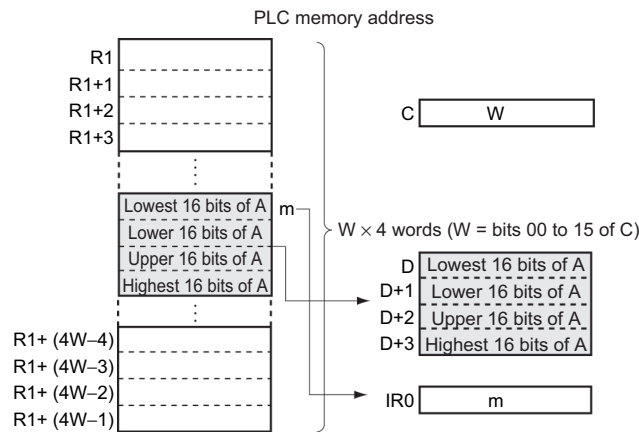 PLC memory address
R1
R1+1
R1+2
R1+3
C W
Lowest 16 bits of A m
Lower 16 bits of A
Upper 16 bits of A
Highest 16 bits of A
W × 4 words (W = bits 00 to 15 of C)
D Lowest 16 bits of A
D+1 Lower 16 bits of A
D+2 Upper 16 bits of A
D+3 Highest 16 bits of A
R1+ (4W−4)
R1+ (4W−3)
R1+ (4W−2)
R1+ (4W−1)
IR0 m